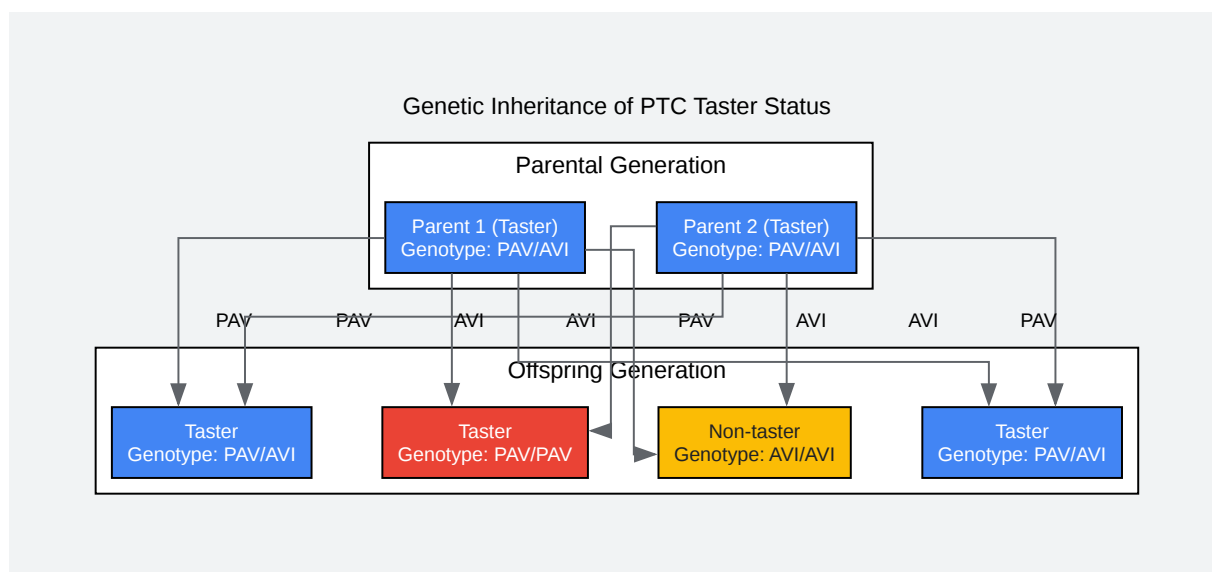 Genetic Inheritance of PTC Taster Status
Parental Generation
Parent 1 (Taster)
Genotype: PAV/AVI
Parent 2 (Taster)
Genotype: PAV/AVI
PAV
PAV
AVI
AVI
PAV
AVI
AVI
PAV
Offspring Generation
Taster
Genotype: PAV/AVI
Taster
Genotype: PAV/PAV
Non-taster
Genotype: AVI/AVI
Taster
Genotype: PAV/AVI